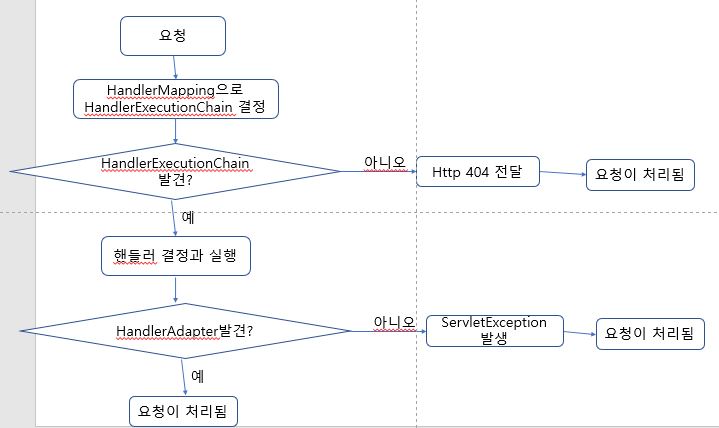 요청
HandlerMapping으로
HandlerExecutionChain 결정
HandlerExecutionChain
발견?
아니오
Http 404 전달
요청이 처리됨
예
핸들러 결정과 실행
HandlerAdapter발견?
아니오
ServletException
발생
요청이 처리됨
예
요청이 처리됨